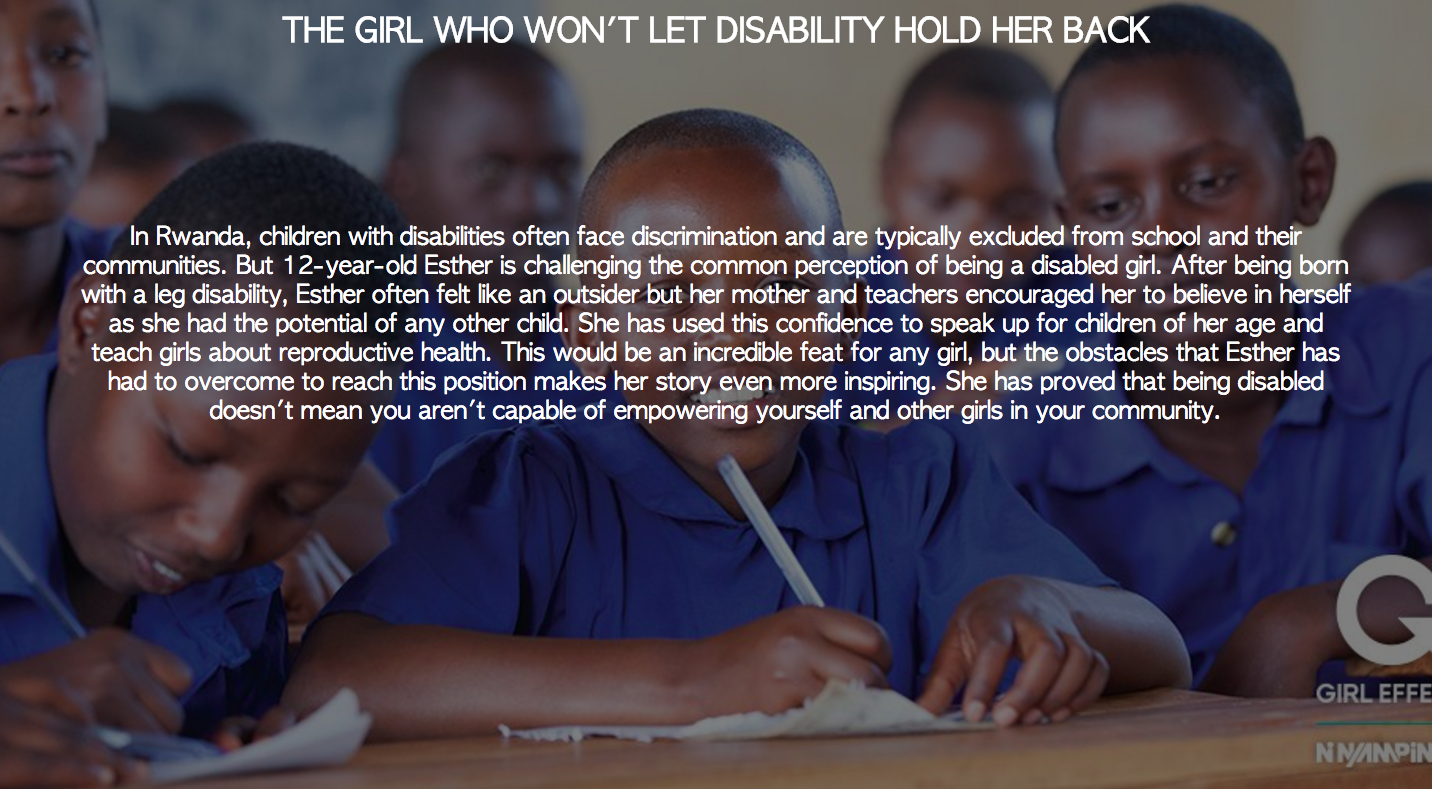 THE GIRL WHO WON'T LET DISABILITY HOLD HER BACK
In Rwanda, children with disabilities often face discrimination and are typically excluded from school and their
communities. But 12-year-old Esther is challenging the common perception of being a disabled girl. After being born
with a leg disability, Esther often felt like an outsider but her mother and teachers encouraged her to believe in herself
as she had the potential of any other child. She has used this confidence to speak up for children of her age and
teach girls about reproductive health. This would be an incredible feat for any girl, but the obstacles that Esther has
had to overcome to reach this position makes her story even more inspiring. She has proved that being disabled
doesn't mean you aren't capable of empowering yourself and other girls in your community.
G
GIRL EFFE
NI NYAMPIN